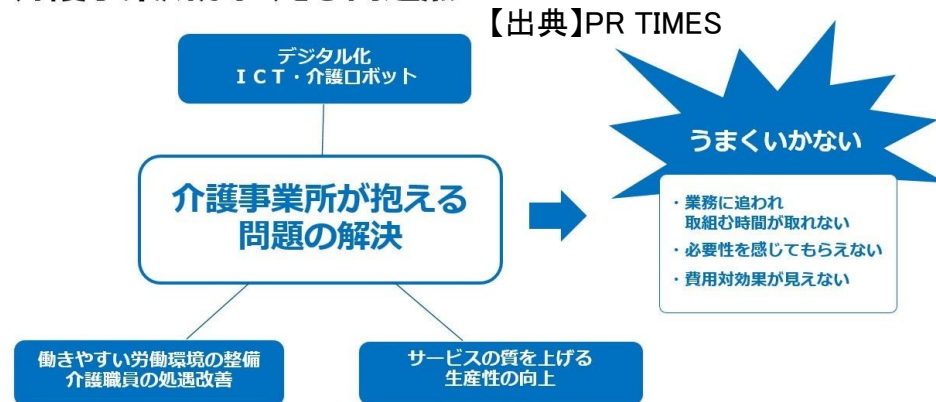 【出典】PR TIMES
デジタル化
ＩＣＴ・介護ロボット
うまくいかない
介護事業所が抱える
問題の解決
・業務に追われ
取組む時間が取れない
・必要性を感じてもらえない
・費用対効果が見えない
働きやすい労働環境の整備
介護職員の処遇改善
サービスの質を上げる
生産性の向上